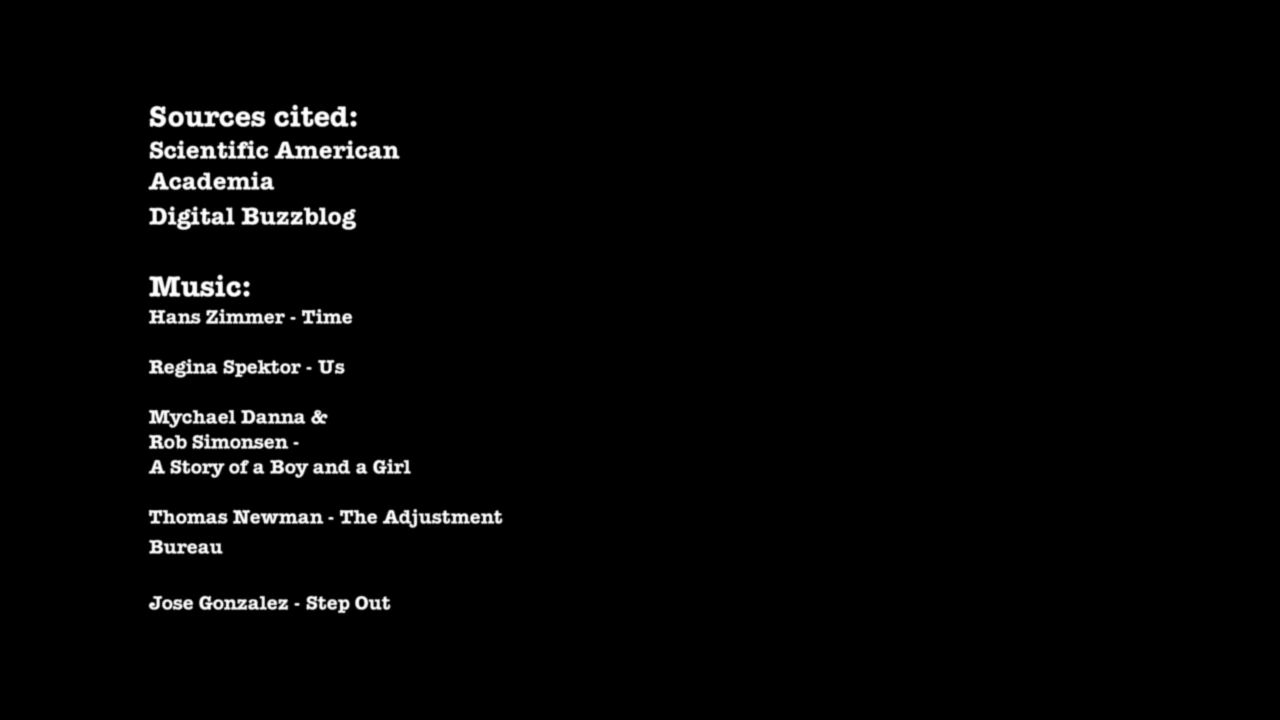 Sources cited:
Scientific American
Academia
Digital Buzzblog
Music:
Hans Zimmer - Time
Regina Spektor - Us
Mychael Danna &
Rob Simonsen -
A Story of a Boy and a Girl
Thomas Newman - The Adjustment
Bureau
Jose Gonzalez - Step Out